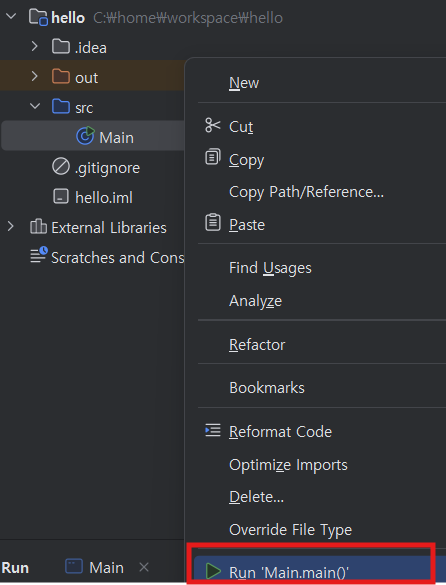 hello C:₩home₩workspace₩hello
.idea
out
src
Main
.gitignore
hello.iml
External Libraries
Scratches and Cons
New
Cut
Copy
Copy Path/Reference...
Paste
Find Usages
Analyze
Refactor
Bookmarks
Reformat Code
Optimize Imports
Delete...
Override File Type
Run 'Main.main()'
Run Main